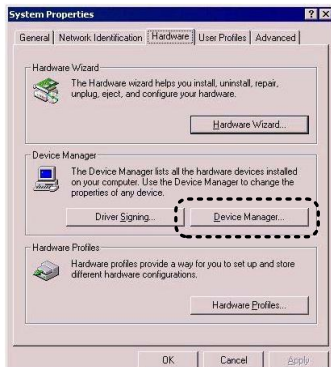 System Properties
General Network Identification Hardware User Profiles Advanced
Hardware Wizard
The Hardware wizard helps you install, uninstall, repair,
unplug, eject, and configure your hardware.
Hardware Wizard...
Device Manager
The Device Manager lists all the hardware devices installed
on your computer. Use the Device Manager to change the
properties of any device.
Driver Signing... Device Manager...
Hardware Profiles
Hardware profiles provide a way for you to set up and store
different hardware configurations.
Hardware Profiles...
OK Cancel Apply